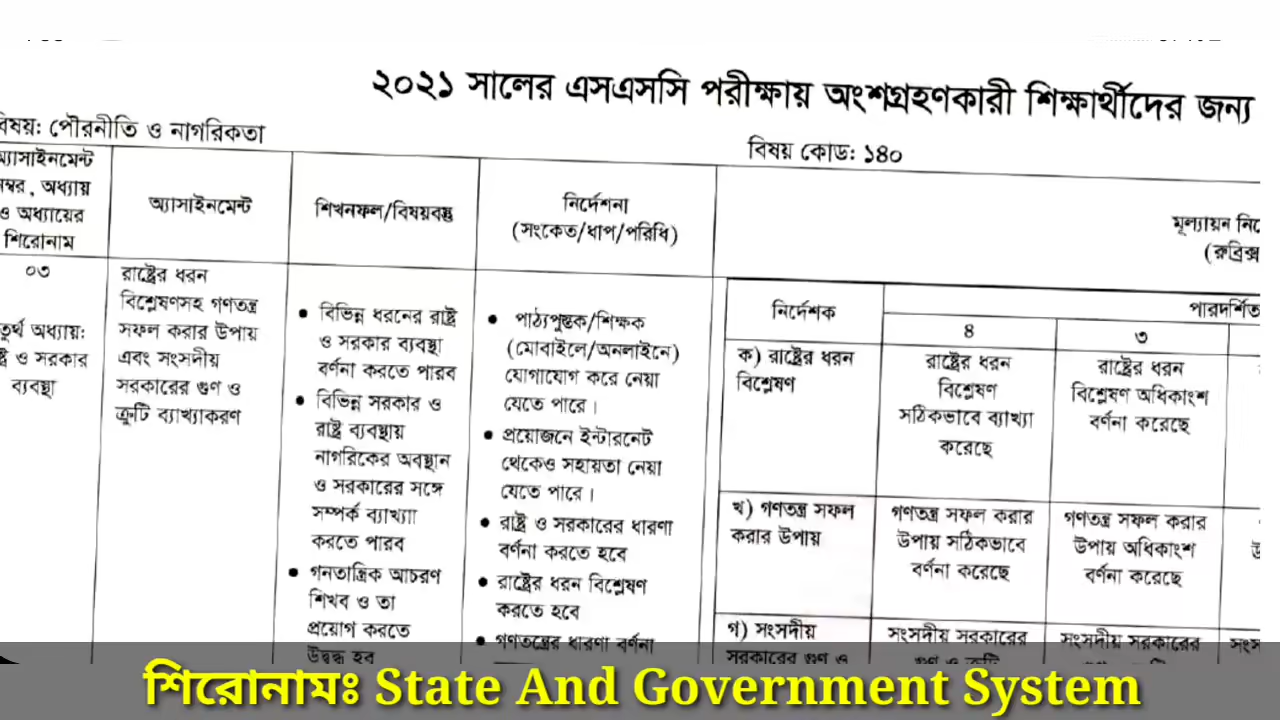 ২০২১ সালের এসএসসি পরীক্ষায় অংশগ্রহণকারী শিক্ষার্থীদের জন্য
বিষয়: পৌরনীতি ও নাগরিকতা
বিষয় কোড: ১৪০
অ্যাসাইনমেন্ট
নম্বর, অধ্যায়
ও অধ্যায়ের
শিরোনাম
অ্যাসাইনমেন্ট
শিখনফল/বিষয়বস্তু
নির্দেশনা
(সংকেত/ধাপ/পরিধি)
মূল্যায়ন
(রুব্রিক্স
০৩
অধ্যায়:
ও সরকার
ব্যবস্থা
রাষ্ট্রের ধরন
বিশ্লেষণসহ গণতন্ত্র
সফল করার উপায়
এবং সংসদীয়
সরকারের গুণ ও
ত্রুটি ব্যাখ্যাকরণ
• বিভিন্ন ধরনের রাষ্ট্র
ও সরকার ব্যবস্থা
বর্ণনা করতে পারব
• বিভিন্ন সরকার ও
রাষ্ট্র ব্যবস্থায়
নাগরিকের অবস্থান
ও সরকারের সঙ্গে
সম্পর্ক ব্যাখ্যা
করতে পারব
• গনতান্ত্রিক আচরণ
শিখব ও তা
প্রয়োগ করতে
উদ্বুদ্ধ হব
• পাঠ্যপুস্তক/শিক্ষক
(মোবাইলে/অনলাইনে)
যোগাযোগ করে নেয়া
যেতে পারে।
• প্রয়োজনে ইন্টারনেট
থেকেও সহায়তা নেয়া
যেতে পারে।
• রাষ্ট্র ও সরকারের ধারণা
বর্ণনা করতে হবে
• রাষ্ট্রের ধরন বিশ্লেষণ
করতে হবে
• গণতন্ত্রের ধারণা বর্ণনা
নির্দেশক
৪
৩
ক) রাষ্ট্রের ধরন
বিশ্লেষণ
রাষ্ট্রের ধরন
বিশ্লেষণ
সঠিকভাবে ব্যাখ্যা
করেছে
রাষ্ট্রের ধরন
বিশ্লেষণ অধিকাংশ
বর্ণনা করেছে
খ) গণতন্ত্র সফল
করার উপায়
গণতন্ত্র সফল করার
উপায় সঠিকভাবে
বর্ণনা করেছে
গণতন্ত্র সফল করার
উপায় অধিকাংশ
বর্ণনা করেছে
গ) সংসদীয়
সরকারের গুণ ও
সংসদীয় সরকারের
গুণ ও ত্রুটি
সংসদীয় সরকারের
শিরোনামঃ State And Government System